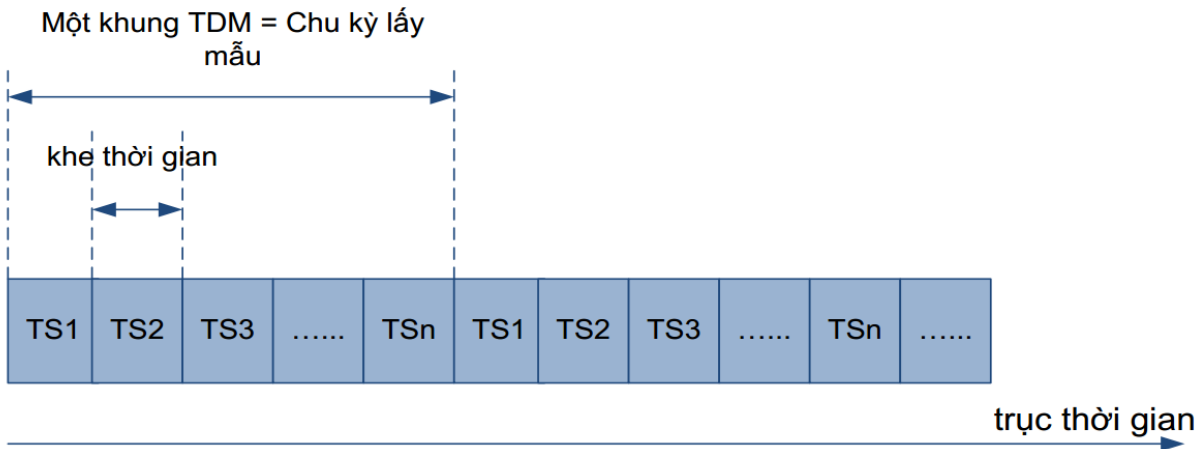 Một khung TDM = Chu kỳ lấy
mẫu
khe thời gian
TS1 TS2 TS3 …... TSn TS1 TS2 TS3 …... TSn …...
trục thời gian